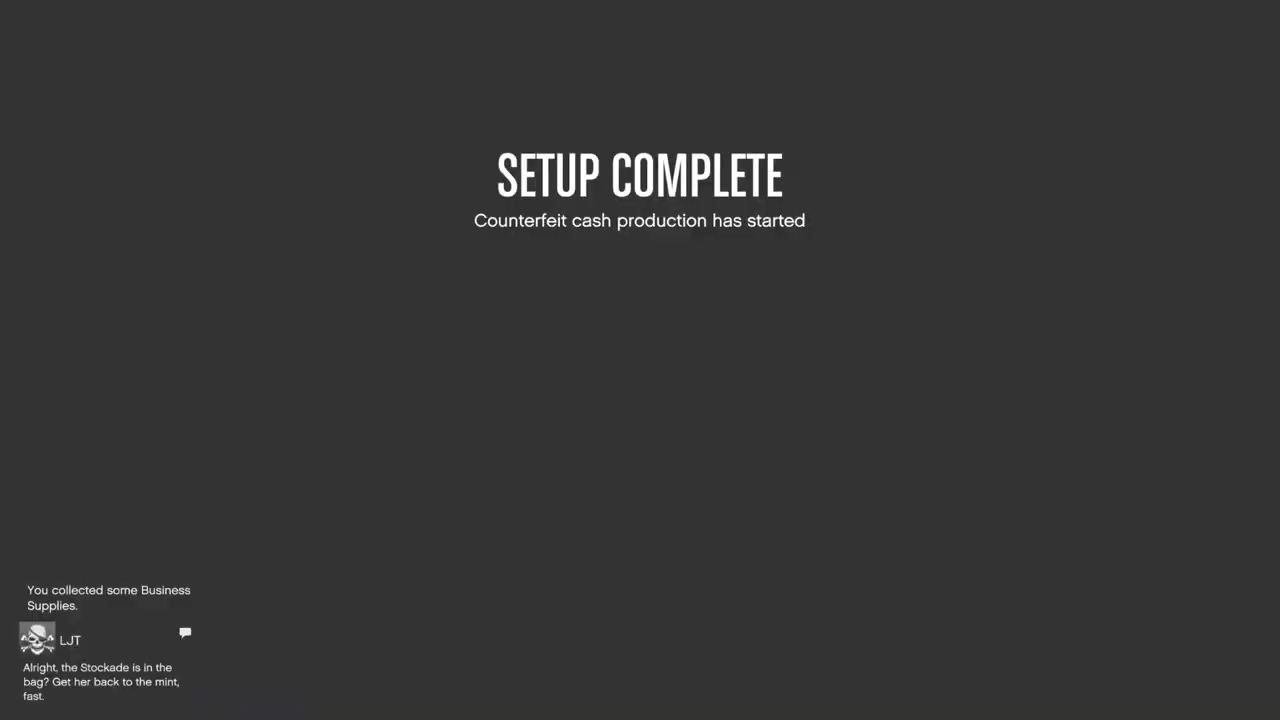 SETUP COMPLETE
Counterfeit cash production has started
You collected some Business
Supplies.
LJT
Alright, the Stockade is in the
bag? Get her back to the mint,
fast.